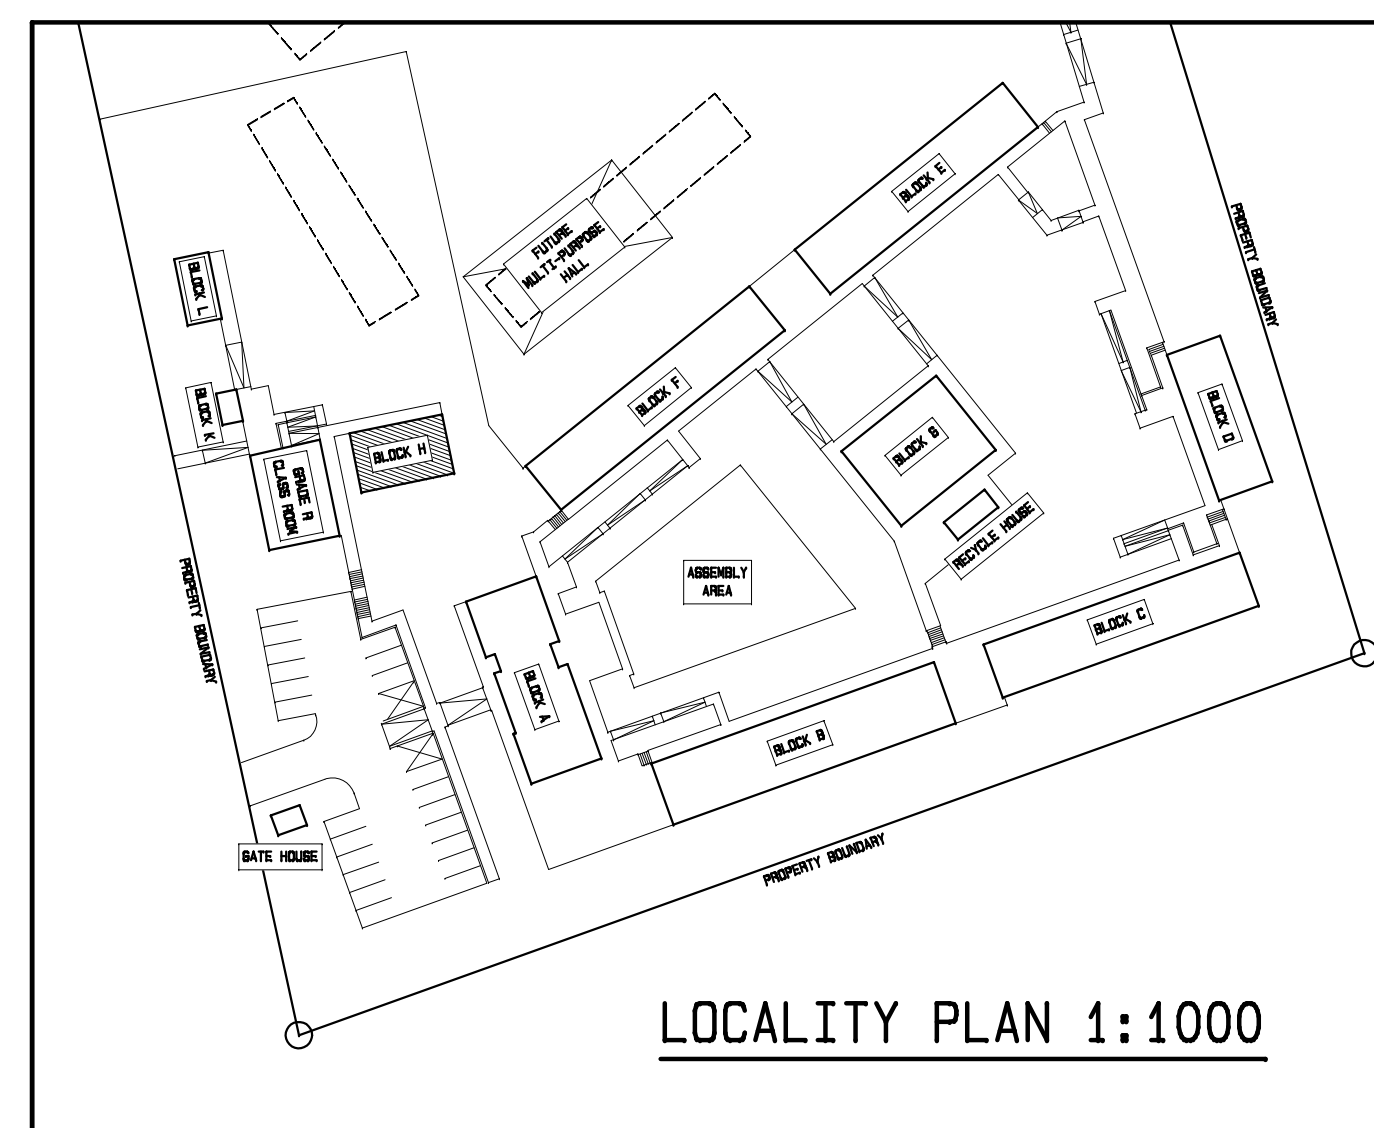 BLOCK E
FUTURE
MULTI-PURPOSE
HALL
PROPERTY BOUNDARY
BLOCK L
BLOCK K
BLOCK F
BLOCK D
BLOCK H
BLOCK G
GRADE R
CLASS ROOM
RECYCLE HOUSE
ASSEMBLY
AREA
PROPERTY BOUNDARY
BLOCK C
BLOCK A
BLOCK B
GATE HOUSE
PROPERTY BOUNDARY
LOCALITY PLAN 1:1000